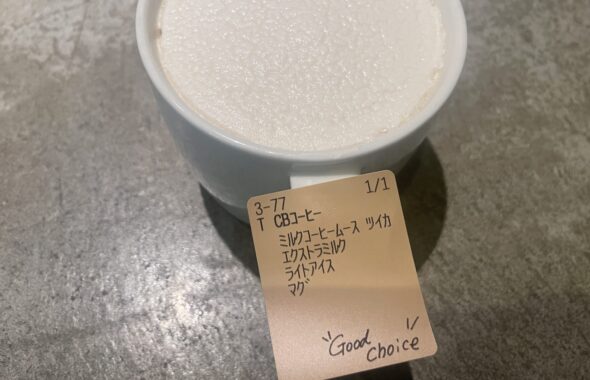 3-77 1/1
T CBコーヒー
ミルクコーヒームース ツイカ
エクストラミルク
ライトアイス
マグ
Good
choice